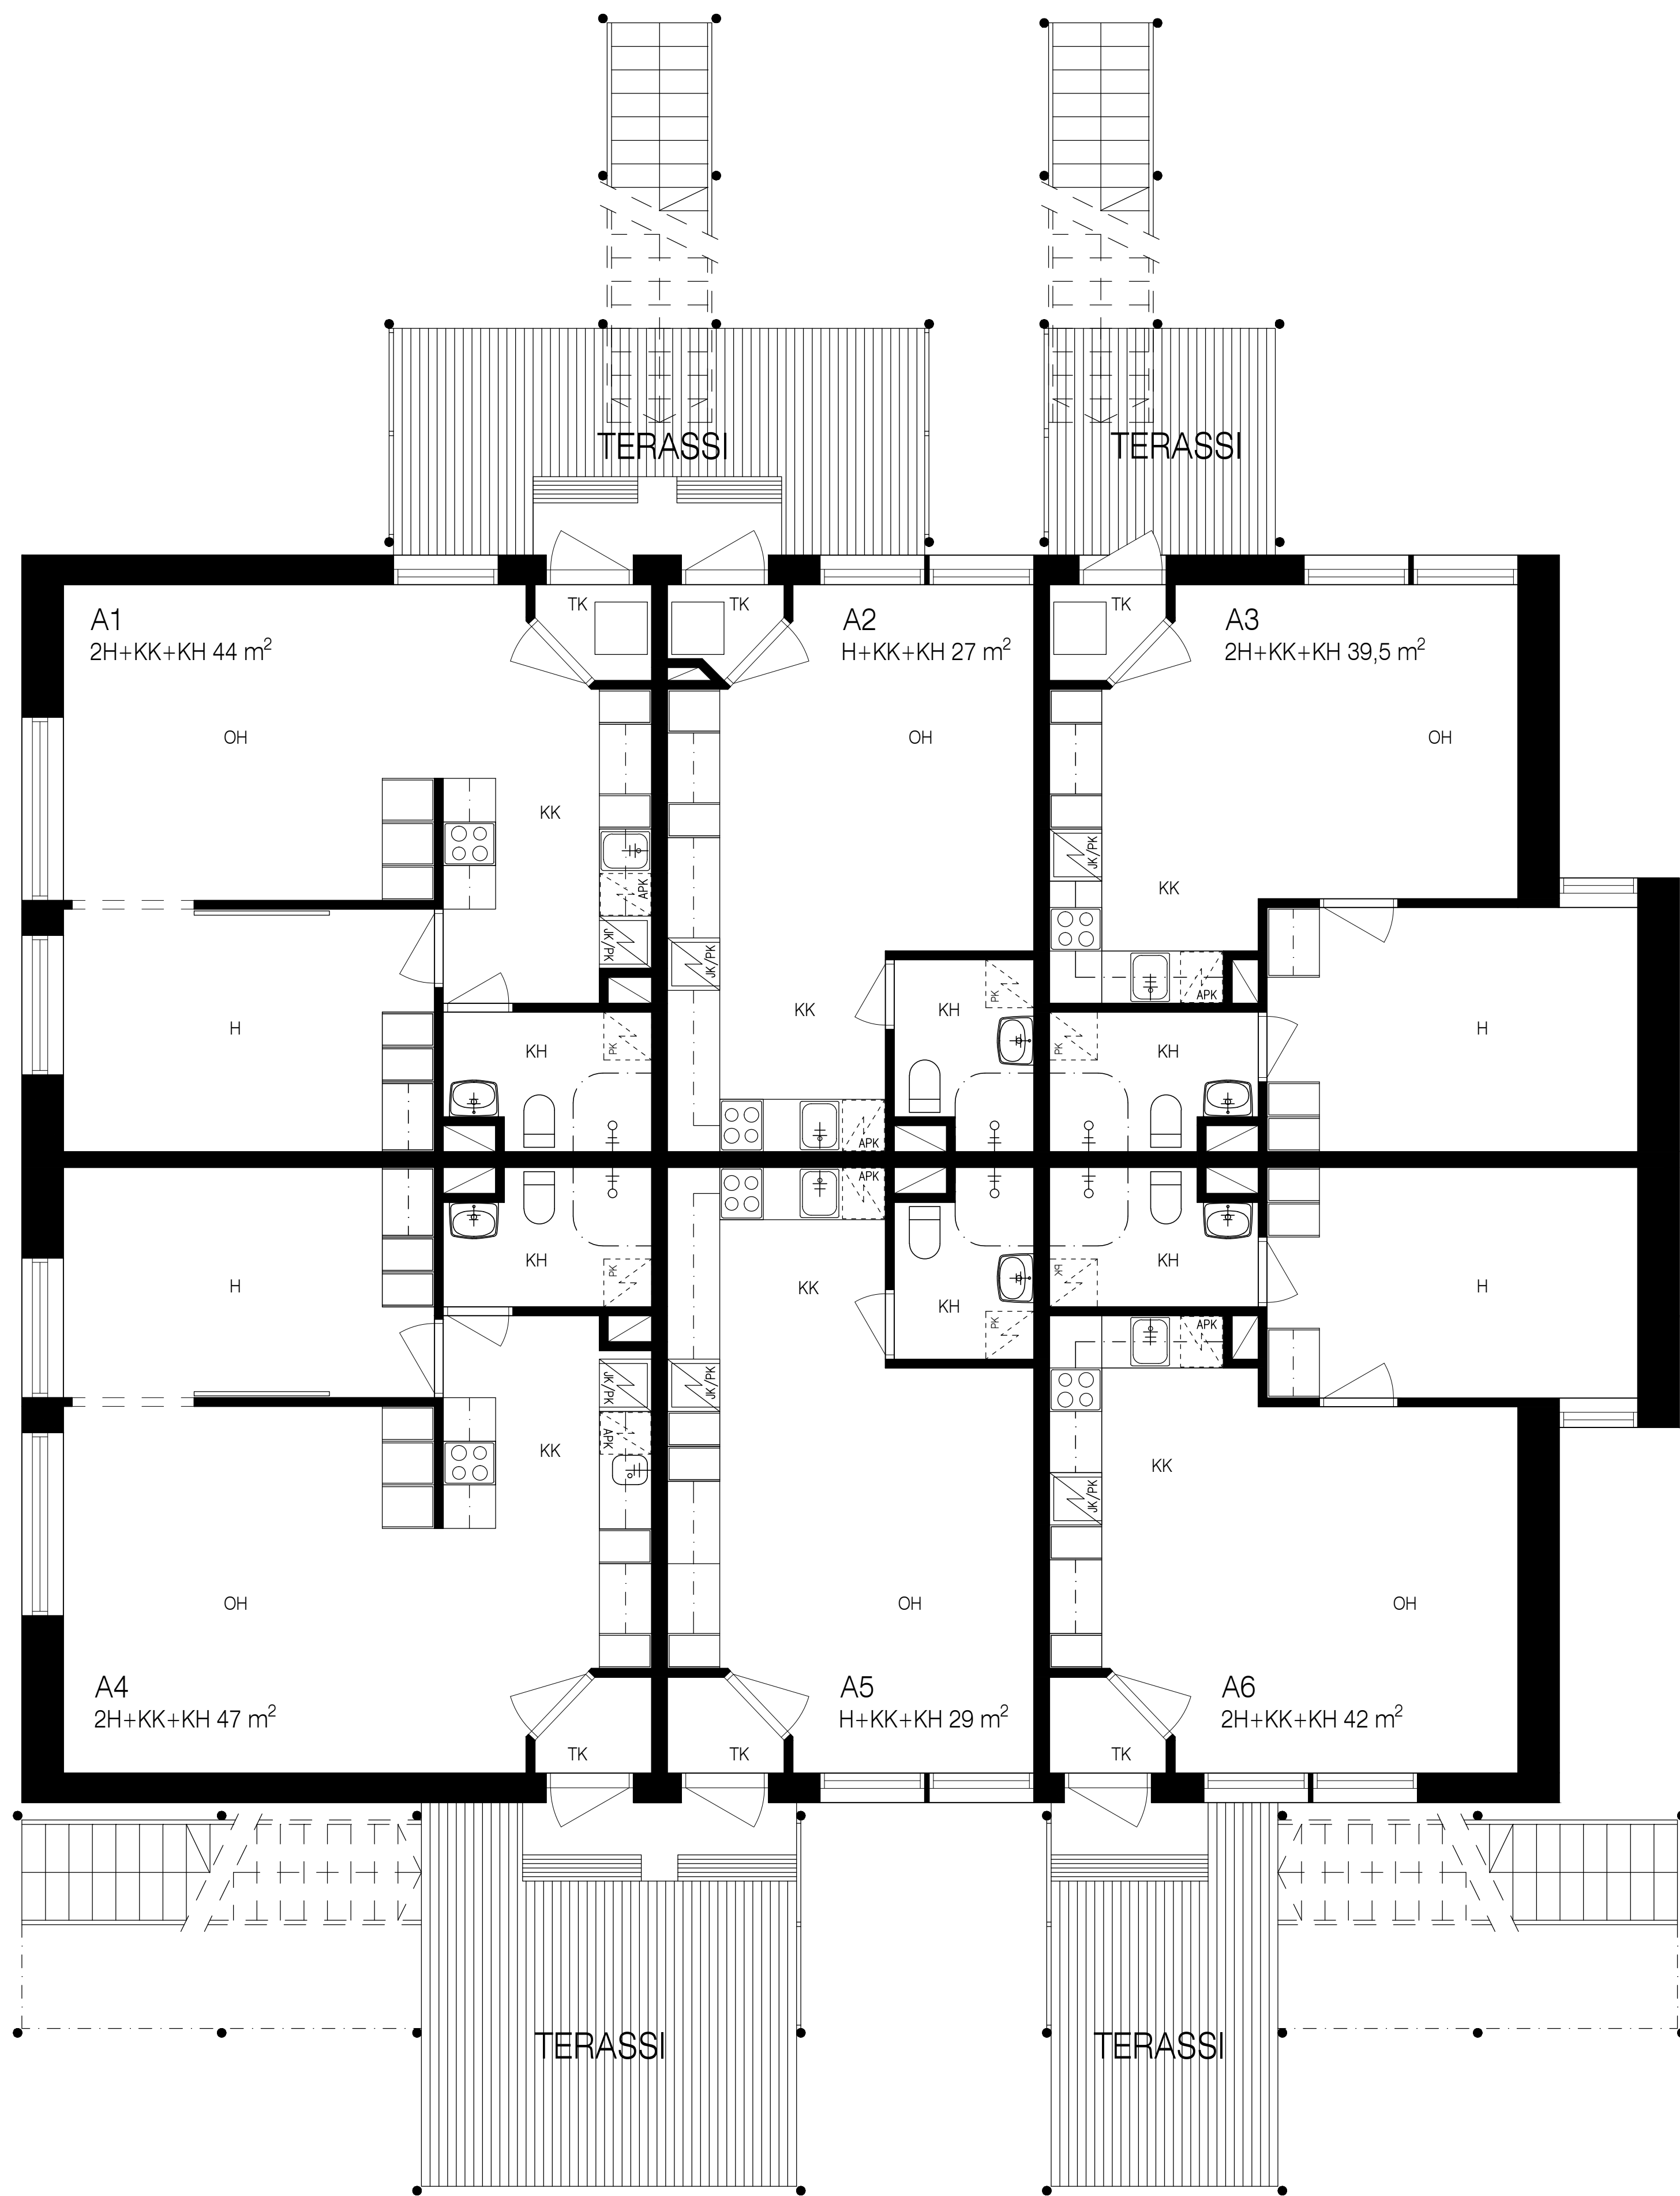 TERASSI
TERASSI
A1
2H+KK+KH 44 m²
TK
TK
A2
H+KK+KH 27 m²
TK
A3
2H+KK+KH 39,5 m²
OH
OH
OH
KK
JK/PK
APK
KK
JK/PK
JK/PK
APK
PK
KK
KH
H
KH
PK
PK
KH
H
APK
APK
H
KH
PK
KK
KH
PK
PK
KH
H
APK
JK/PK
JK/PK
APK
KK
KK
JK/PK
OH
OH
OH
A4
2H+KK+KH 47 m²
A5
H+KK+KH 29 m²
A6
2H+KK+KH 42 m²
TK
TK
TK
TERASSI
TERASSI